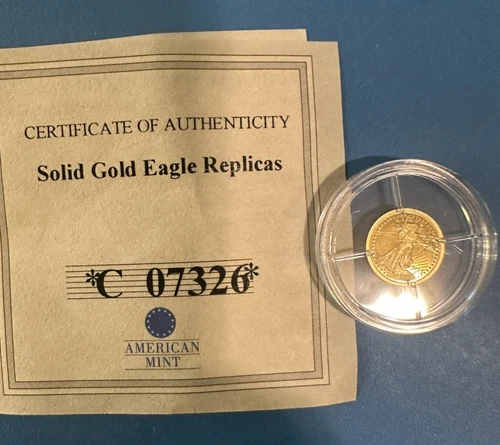 CERTIFICATE OF AUTHENTICITY
Solid Gold Eagle Replicas
*C 07326*
AMERICAN
MINT